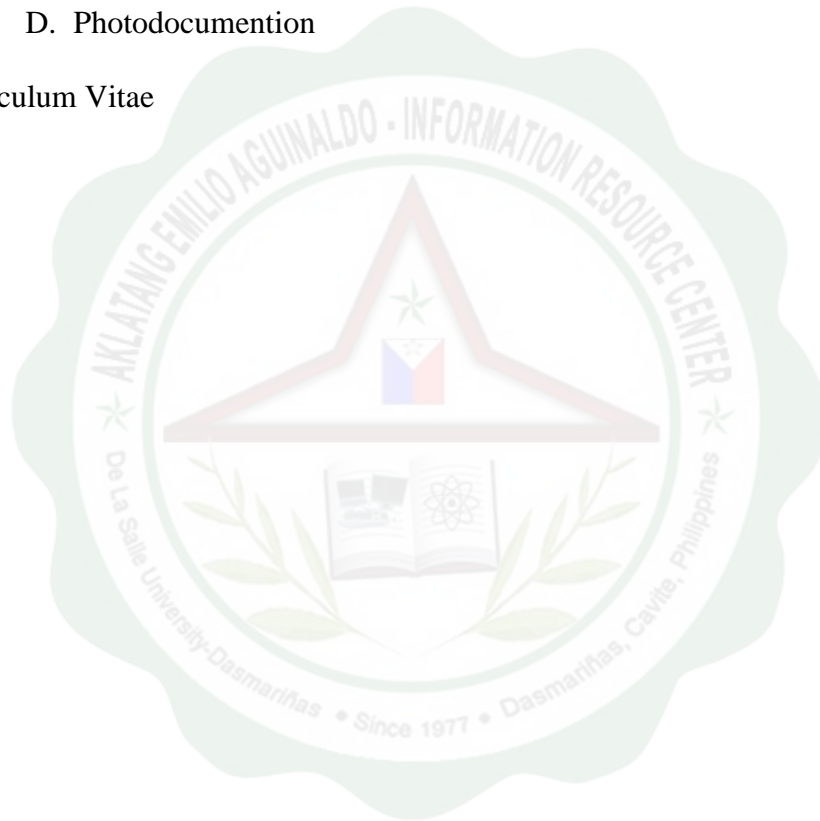 D. Photodocumention
culum Vitae
AKLATANG EMILIO AGUINALDO - INFORMATION RESOURCE CENTER
De La Salle University-Dasmariñas • Since 1977 • Dasmariñas, Cavite, Philippines